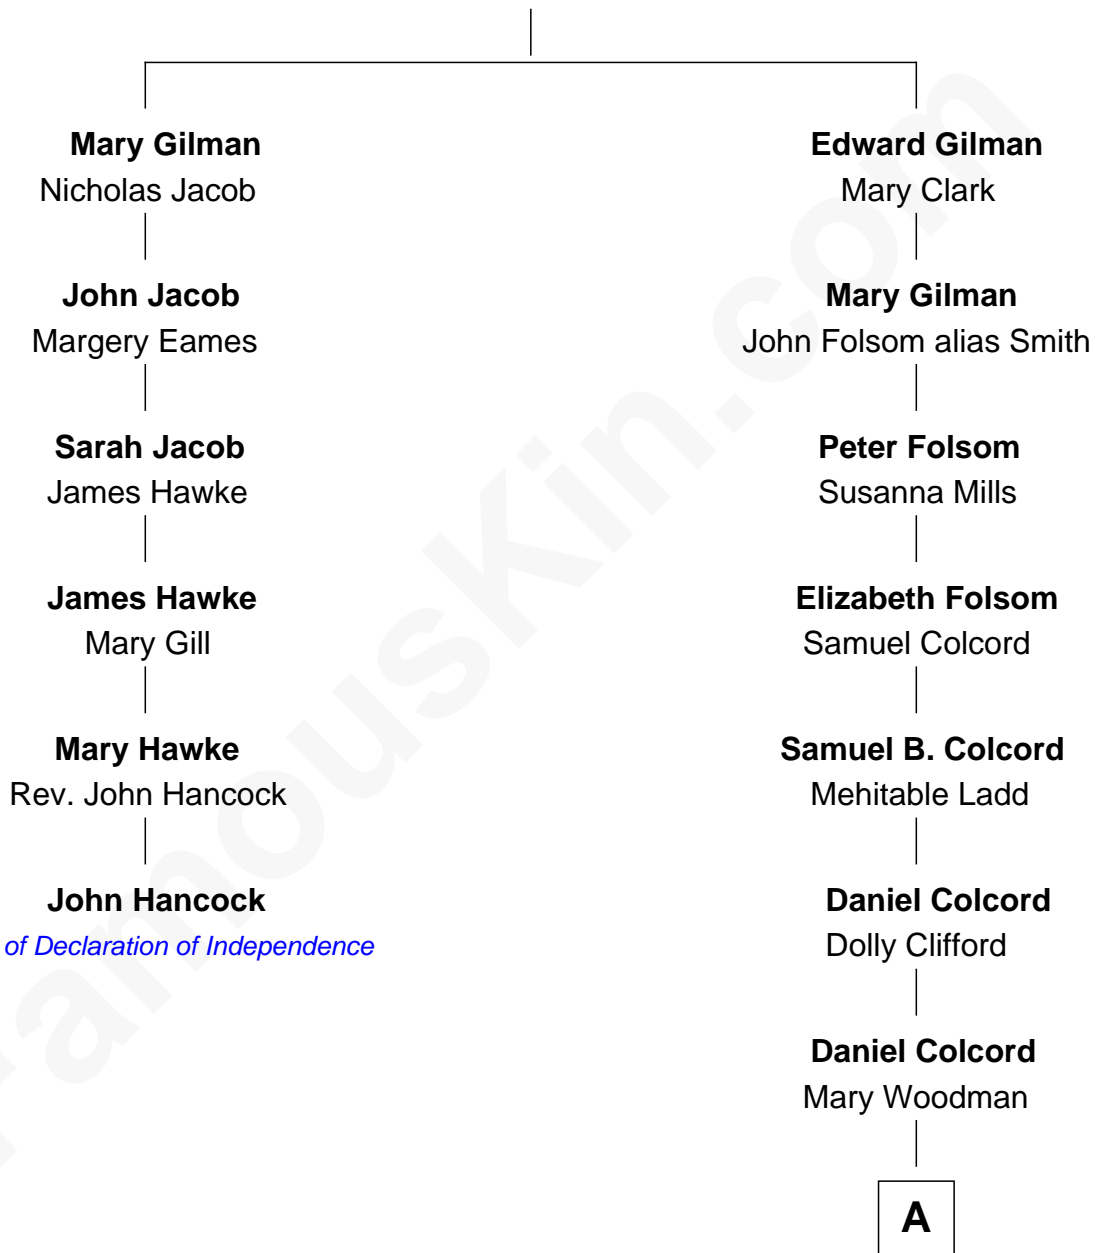 Mary Gilman
Nicholas Jacob
John Jacob
Margery Eames
Sarah Jacob
James Hawke
James Hawke
Mary Gill
Mary Hawke
Rev. John Hancock
John Hancock
of Declaration of Independence
Edward Gilman
Mary Clark
Mary Gilman
John Folsom alias Smith
Peter Folsom
Susanna Mills
Elizabeth Folsom
Samuel Colcord
Samuel B. Colcord
Mehitable Ladd
Daniel Colcord
Dolly Clifford
Daniel Colcord
Mary Woodman
A
FamousKin.com